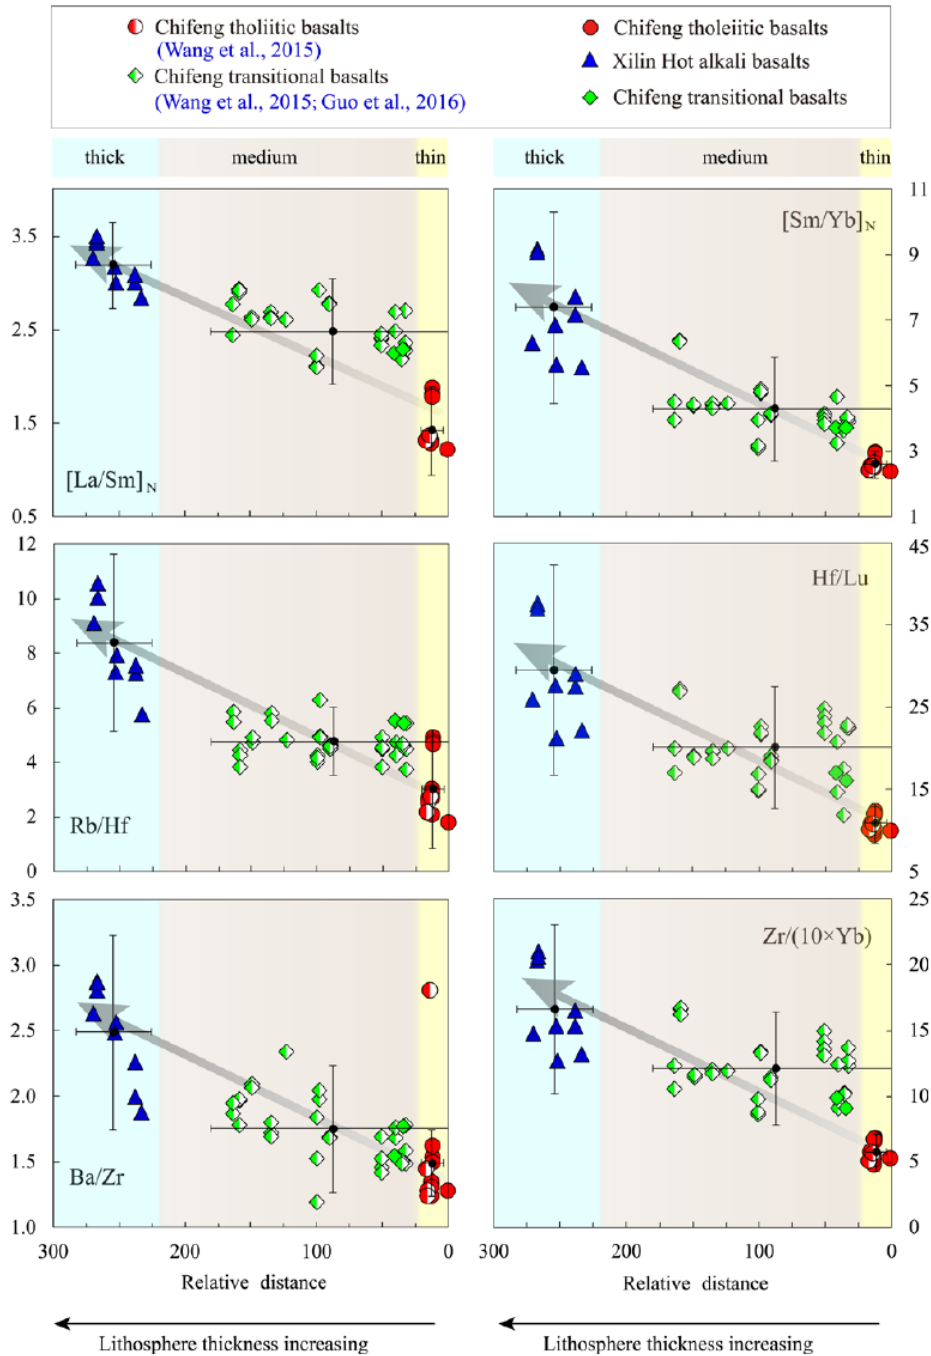 Chifeng tholiitic basalts
(Wang et al., 2015)
Chifeng transitional basalts
(Wang et al., 2015; Guo et al., 2016)
Chifeng tholeiitic basalts
Xilin Hot alkali basalts
Chifeng transitional basalts
thick medium thin
thick medium thin
3.5
2.5
1.5
0.5
[La/Sm]N
11
9
7
5
3
1
[Sm/Yb]N
12
10
8
6
4
2
0
Rb/Hf
45
35
25
15
5
Hf/Lu
3.5
3.0
2.5
2.0
1.5
1.0
Ba/Zr
25
20
15
10
5
0
Zr/(10×Yb)
300 200 100 0
300 200 100 0
Relative distance
Relative distance
Lithosphere thickness increasing
Lithosphere thickness increasing